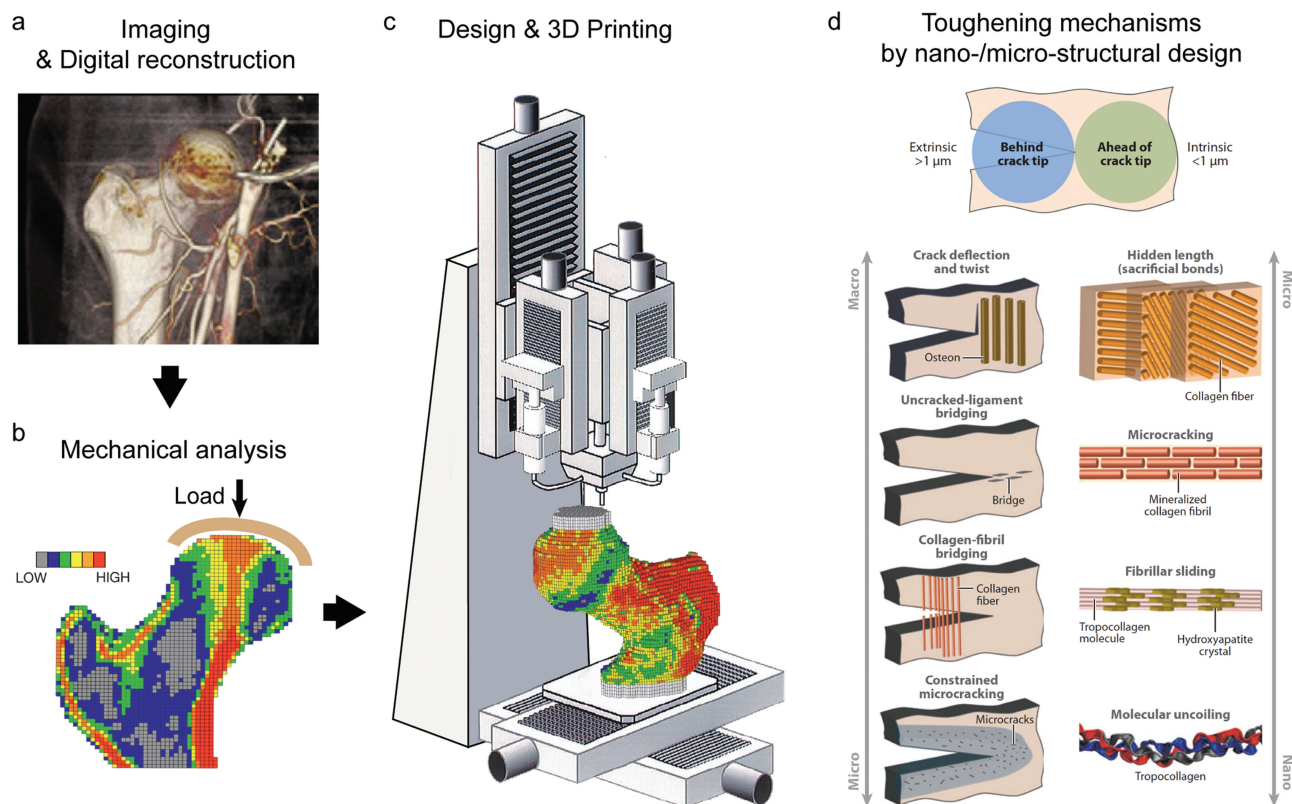 a
Imaging
& Digital reconstruction
b
Mechanical analysis
Load
LOW
HIGH
c
Design & 3D Printing
d
Toughening mechanisms
by nano-/micro-structural design
Extrinsic
>1 μm
Behind
crack tip
Ahead of
crack tip
Intrinsic
<1 μm
Macro
Micro
Crack deflection
and twist
Osteon
Uncracked-ligament
bridging
Bridge
Collagen-fibril
bridging
Collagen
fiber
Constrained
microcracking
Microcracks
Hidden length
(sacrificial bonds)
Collagen fiber
Microcracking
Mineralized
collagen fibril
Fibrillar sliding
Tropocollagen
molecule
Hydroxyapatite
crystal
Molecular uncoiling
Tropocollagen
Micro
Nano